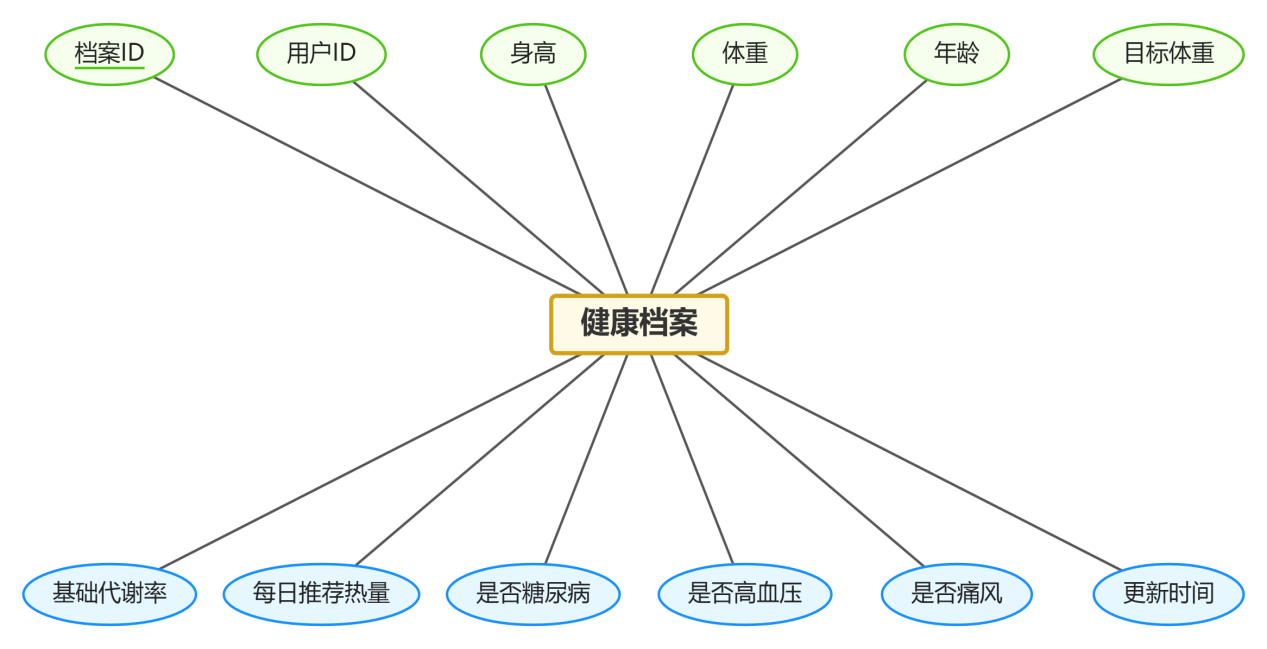 档案ID
用户ID
身高
体重
年龄
目标体重
健康档案
基础代谢率
每日推荐热量
是否糖尿病
是否高血压
是否痛风
更新时间